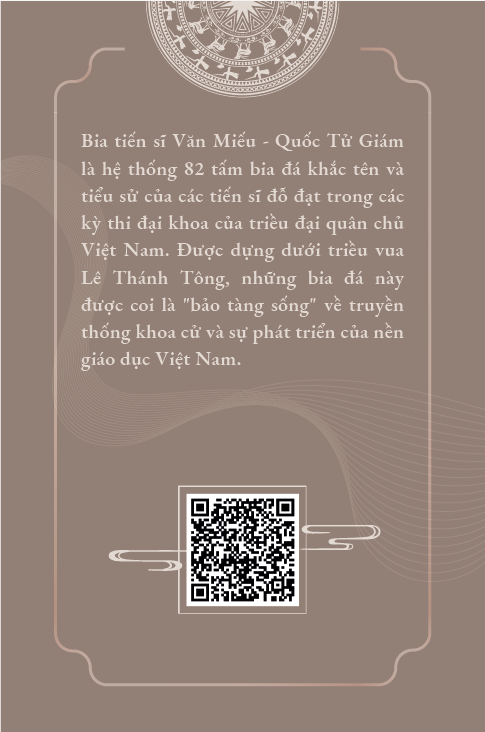 Bia tiến sĩ Văn Miếu - Quốc Tử Giám
là hệ thống 82 tấm bia đá khắc tên và
tiểu sử của các tiến sĩ đỗ đạt trong các
kỳ thi đại khoa của triều đại quân chủ
Việt Nam. Được dựng dưới triều vua
Lê Thánh Tông, những bia đá này
được coi là "bảo tàng sống" về truyền
thống khoa cử và sự phát triển của nền
giáo dục Việt Nam.